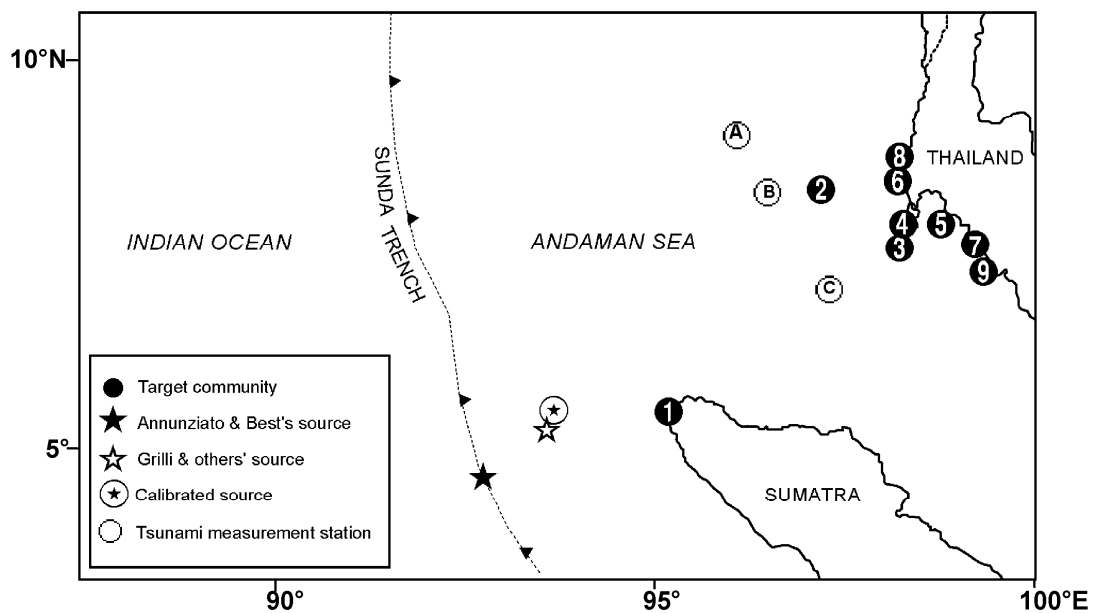 10°N
A
8
THAILAND
B
2
6
SUNDA TRENCH
4
5
INDIAN OCEAN
ANDAMAN SEA
3
7
9
C
Target community
1
Annunziato & Best's source
5°
Grilli & others' source
Calibrated source
SUMATRA
Tsunami measurement station
90°
95°
100°E